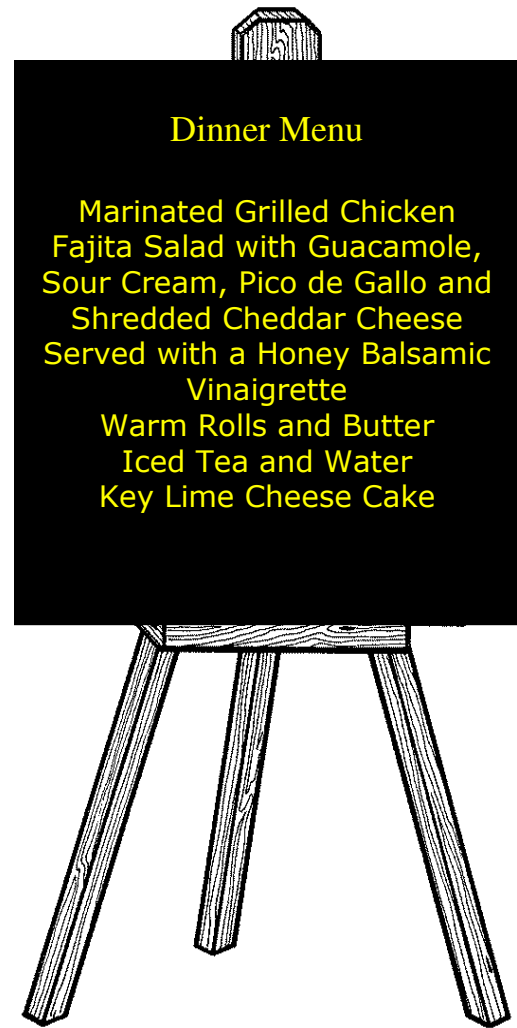 Dinner Menu
Marinated Grilled Chicken
Fajita Salad with Guacamole,
Sour Cream, Pico de Gallo and
Shredded Cheddar Cheese
Served with a Honey Balsamic
Vinaigrette
Warm Rolls and Butter
Iced Tea and Water
Key Lime Cheese Cake